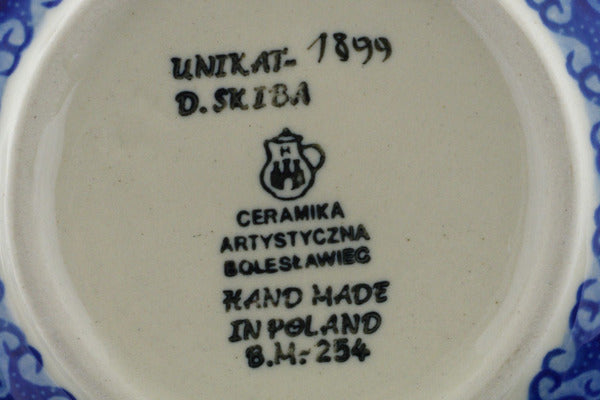 UNIKAT- 1899
D. SKIBA
H
CERAMIKA
ARTYSTYCZNA
BOLESŁAWIEC
HAND MADE
IN POLAND
B.M.- 254